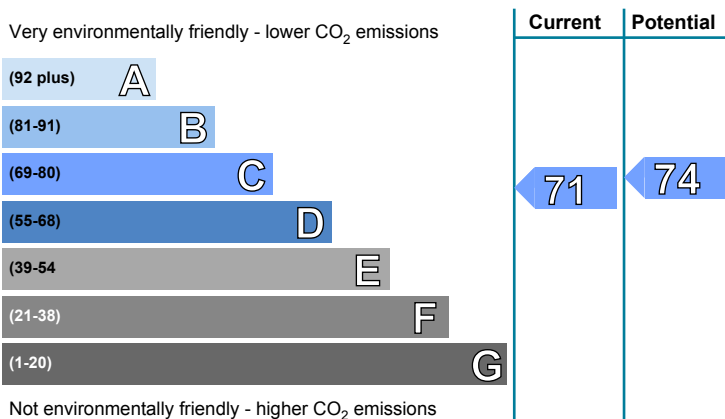 Very environmentally friendly - lower CO2 emissions
Current Potential
(92 plus) A
(81-91) B
(69-80) C
71 74
(55-68) D
(39-54 E
(21-38) F
(1-20) G
Not environmentally friendly - higher CO2 emissions